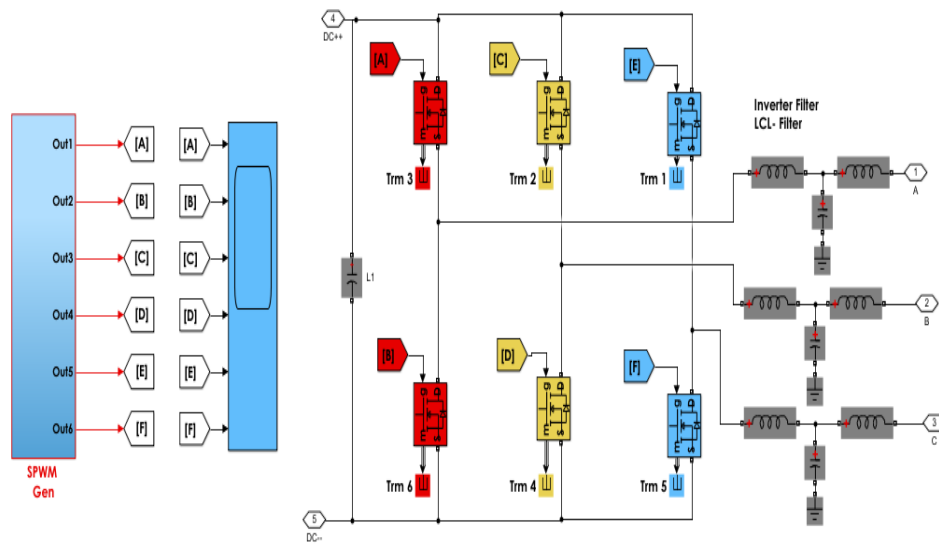 4
DC++
[A]
[C]
[E]
g D
m S
g D
m S
g D
m S
Trm 3
Trm 2
Trm 1
Inverter Filter
LCL- Filter
1
A
Out1
[A]
[A]
Out2
[B]
[B]
Out3
[C]
[C]
Out4
[D]
[D]
Out5
[E]
[E]
Out6
[F]
[F]
SPWM
Gen
L1
2
B
[B]
[D]
[F]
g D
m S
g D
m S
g D
m S
3
C
Trm 6
Trm 4
Trm 5
5
DC--